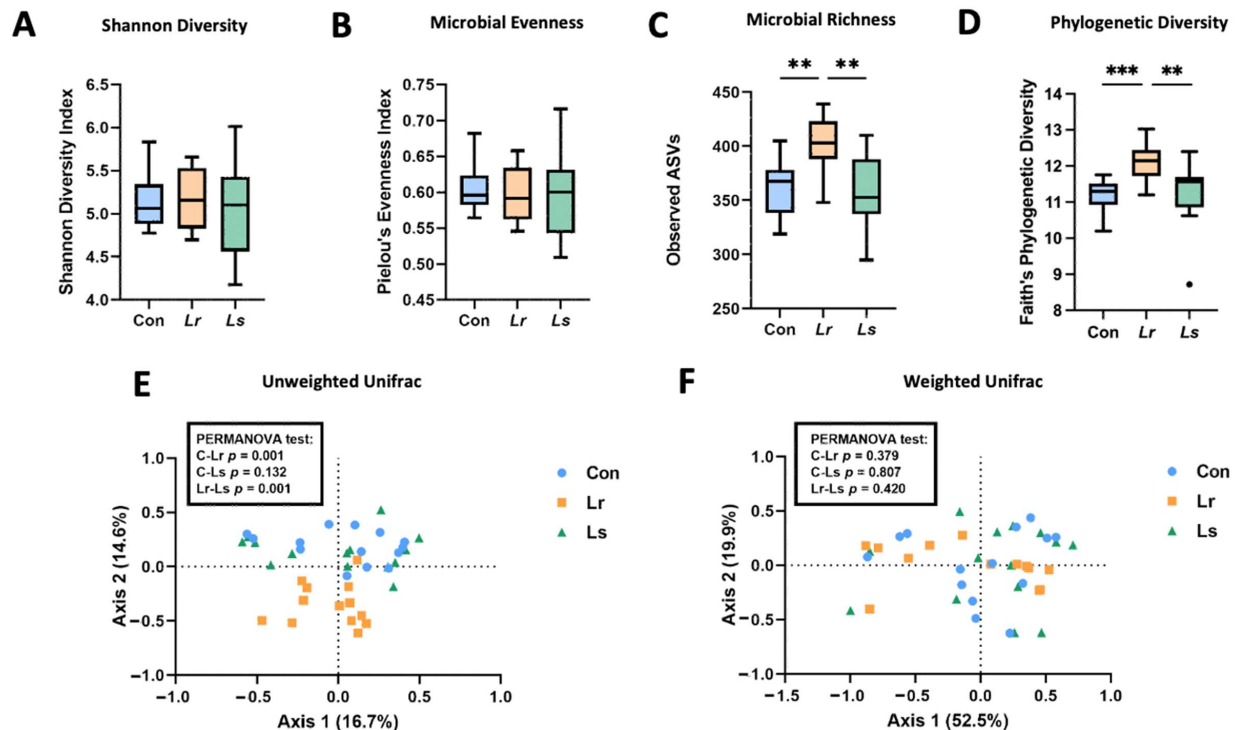 A
Shannon Diversity
Shannon Diversity Index
6.5
6.0
5.5
5.0
4.5
4.0
Con
Lr
Ls
B
Microbial Evenness
Pielou's Evenness Index
0.75
0.70
0.65
0.60
0.55
0.50
0.45
Con
Lr
Ls
C
Microbial Richness
** **
Observed ASVs
450
400
350
300
250
Con
Lr
Ls
D
Phylogenetic Diversity
*** **
Faith's Phylogenetic Diversity
14
13
12
11
10
9
8
Con
Lr
Ls
E
Unweighted Unifrac
PERMANOVA test:
C-Lr p = 0.001
C-Ls p = 0.132
Lr-Ls p = 0.001
Axis 2 (14.6%)
1.0
0.5
0.0
−0.5
−1.0
−1.0
−0.5
0.0
0.5
1.0
Axis 1 (16.7%)
Con
Lr
Ls
F
Weighted Unifrac
PERMANOVA test:
C-Lr p = 0.379
C-Ls p = 0.807
Lr-Ls p = 0.420
Axis 2 (19.9%)
1.0
0.5
0.0
−0.5
−1.0
−1.5
−1.0
−0.5
0.0
0.5
1.0
Axis 1 (52.5%)
Con
Lr
Ls